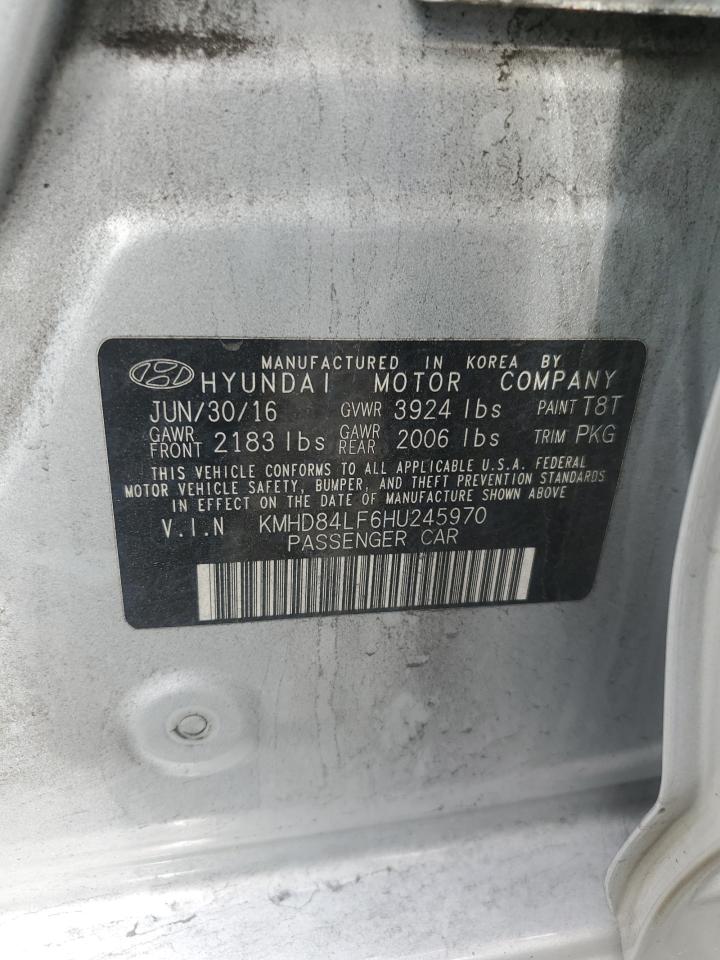 MANUFACTURED IN KOREA BY
HYUNDAI MOTOR COMPANY
JUN/30/16 GVWR 3924 lbs PAINT T8T
GAWR FRONT 2183 lbs GAWR REAR 2006 lbs TRIM PKG
THIS VEHICLE CONFORMS TO ALL APPLICABLE U.S.A. FEDERAL
MOTOR VEHICLE SAFETY, BUMPER, AND THEFT PREVENTION STANDARDS
IN EFFECT ON THE DATE OF MANUFACTURE SHOWN ABOVE
V.I.N KMHD84LF6HU245970
PASSENGER CAR